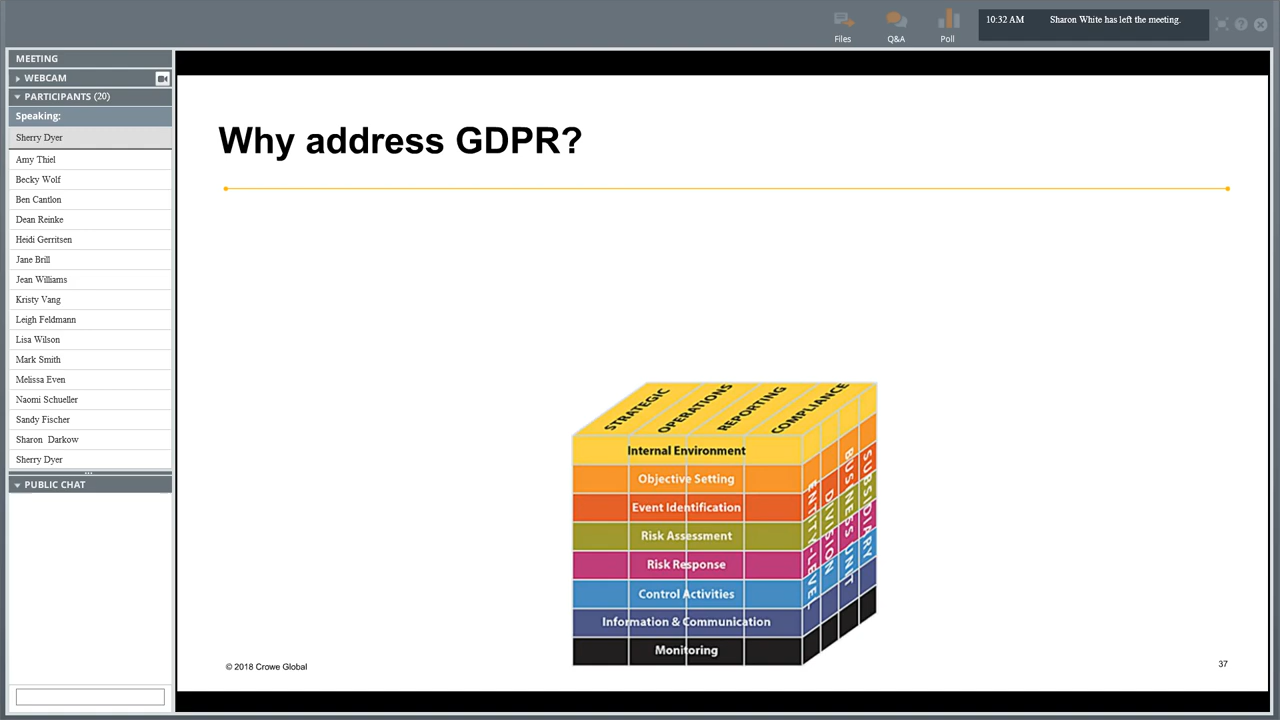 Files
Q&A
Poll
10:32 AM Sharon White has left the meeting.
MEETING
WEBCAM
PARTICIPANTS (20)
Speaking:
Sherry Dyer
Amy Thiel
Becky Wolf
Ben Cantlon
Dean Reinke
Heidi Gerritsen
Jane Brill
Jean Williams
Kristy Vang
Leigh Feldmann
Lisa Wilson
Mark Smith
Melissa Even
Naomi Schueller
Sandy Fischer
Sharon Darkow
Sherry Dyer
PUBLIC CHAT
Why address GDPR?
STRATEGIC
OPERATIONS
REPORTING
COMPLIANCE
Internal Environment
Objective Setting
Event Identification
Risk Assessment
Risk Response
Control Activities
Information & Communication
Monitoring
ENTITY-LEVEL
DIVISION
BUSINESS UNIT
SUBSIDIARY
© 2018 Crowe Global
37